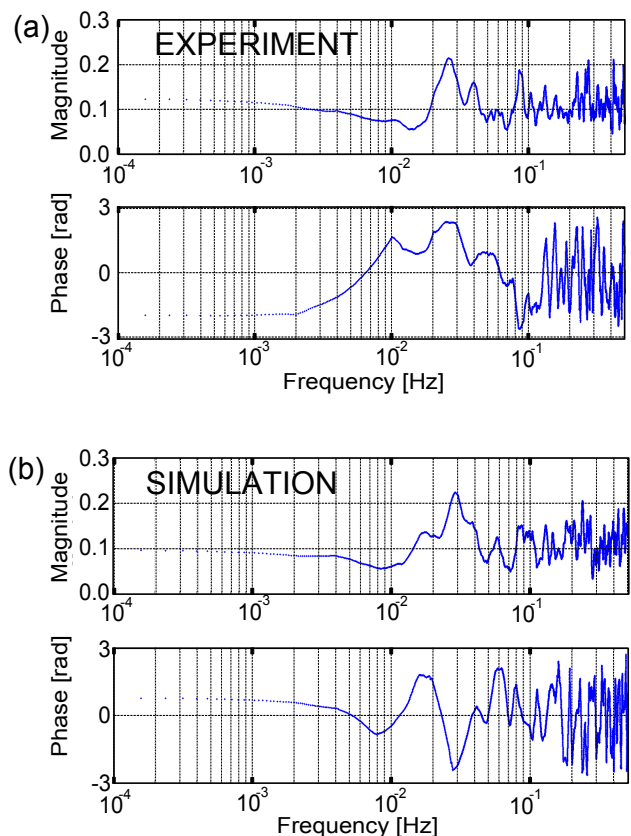 (a)
EXPERIMENT
Magnitude
0.3
0.2
0.1
0.0
10⁻⁴ 10⁻³ 10⁻² 10⁻¹
Phase [rad]
3
0
-3
10⁻⁴ 10⁻³ 10⁻² 10⁻¹
Frequency [Hz]
(b)
SIMULATION
Magnitude
0.3
0.2
0.1
0.0
10⁻⁴ 10⁻³ 10⁻² 10⁻¹
Phase [rad]
3
0
-3
10⁻⁴ 10⁻³ 10⁻² 10⁻¹
Frequency [Hz]